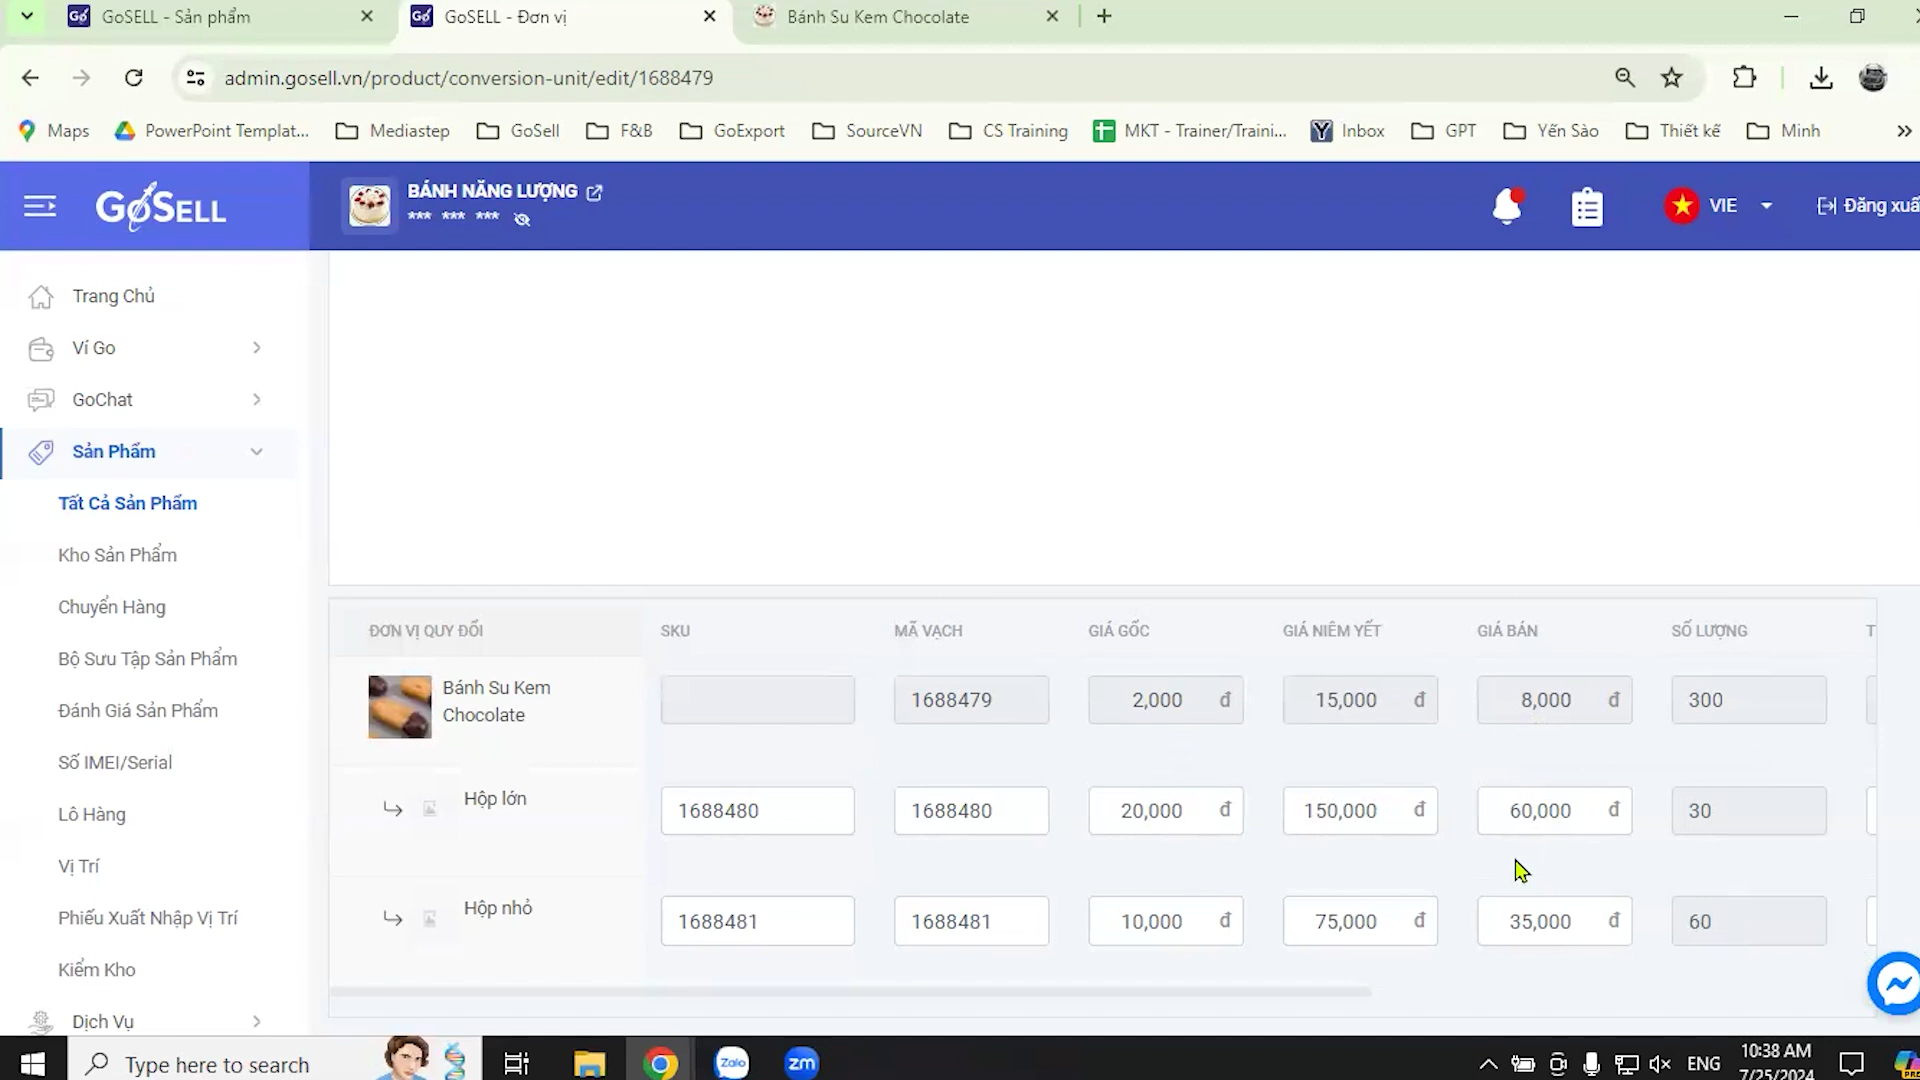 GoSELL - Sản phẩm
GoSELL - Đơn vị
Bánh Su Kem Chocolate
admin.gosell.vn/product/conversion-unit/edit/1688479
Maps
PowerPoint Templat...
Mediastep
GoSell
F&B
GoExport
SourceVN
CS Training
MKT - Trainer/Traini...
Inbox
GPT
Yến Sào
Thiết kế
Minh
GoSELL
BÁNH NĂNG LƯỢNG
*** *** ***
VIE
Đăng xuấ
Trang Chủ
Ví Go
GoChat
Sản Phẩm
Tất Cả Sản Phẩm
Kho Sản Phẩm
Chuyển Hàng
Bộ Sưu Tập Sản Phẩm
Đánh Giá Sản Phẩm
Số IMEI/Serial
Lô Hàng
Vị Trí
Phiếu Xuất Nhập Vị Trí
Kiểm Kho
Dịch Vụ
ĐƠN VỊ QUY ĐỔI SKU MÃ VẠCH GIÁ GỐC GIÁ NIÊM YẾT GIÁ BÁN SỐ LƯỢNG T
Bánh Su Kem
Chocolate
1688479 2,000 đ 15,000 đ 8,000 đ 300
Hộp lớn 1688480 1688480 20,000 đ 150,000 đ 60,000 đ 30
Hộp nhỏ 1688481 1688481 10,000 đ 75,000 đ 35,000 đ 60
Type here to search
Zalo
zm
ENG
10:38 AM
7/25/2024
PRE